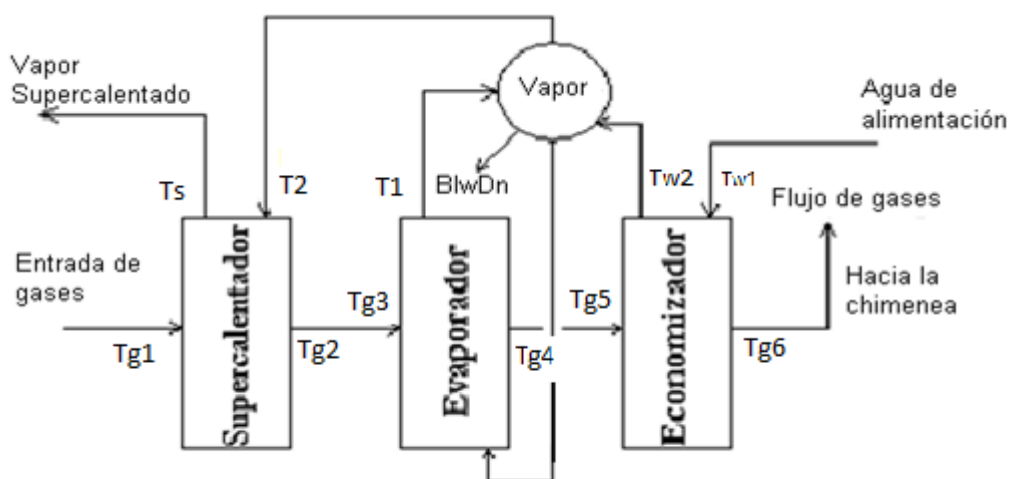 Vapor
Supercalentado
Vapor
Agua de
alimentación
Ts
T2
T1
BlwDn
Tw2
Tw1
Flujo de gases
Entrada de
gases
Hacia la
chimenea
Tg1
Supercalentador
Tg2
Tg3
Evaporador
Tg4
Tg5
Economizador
Tg6